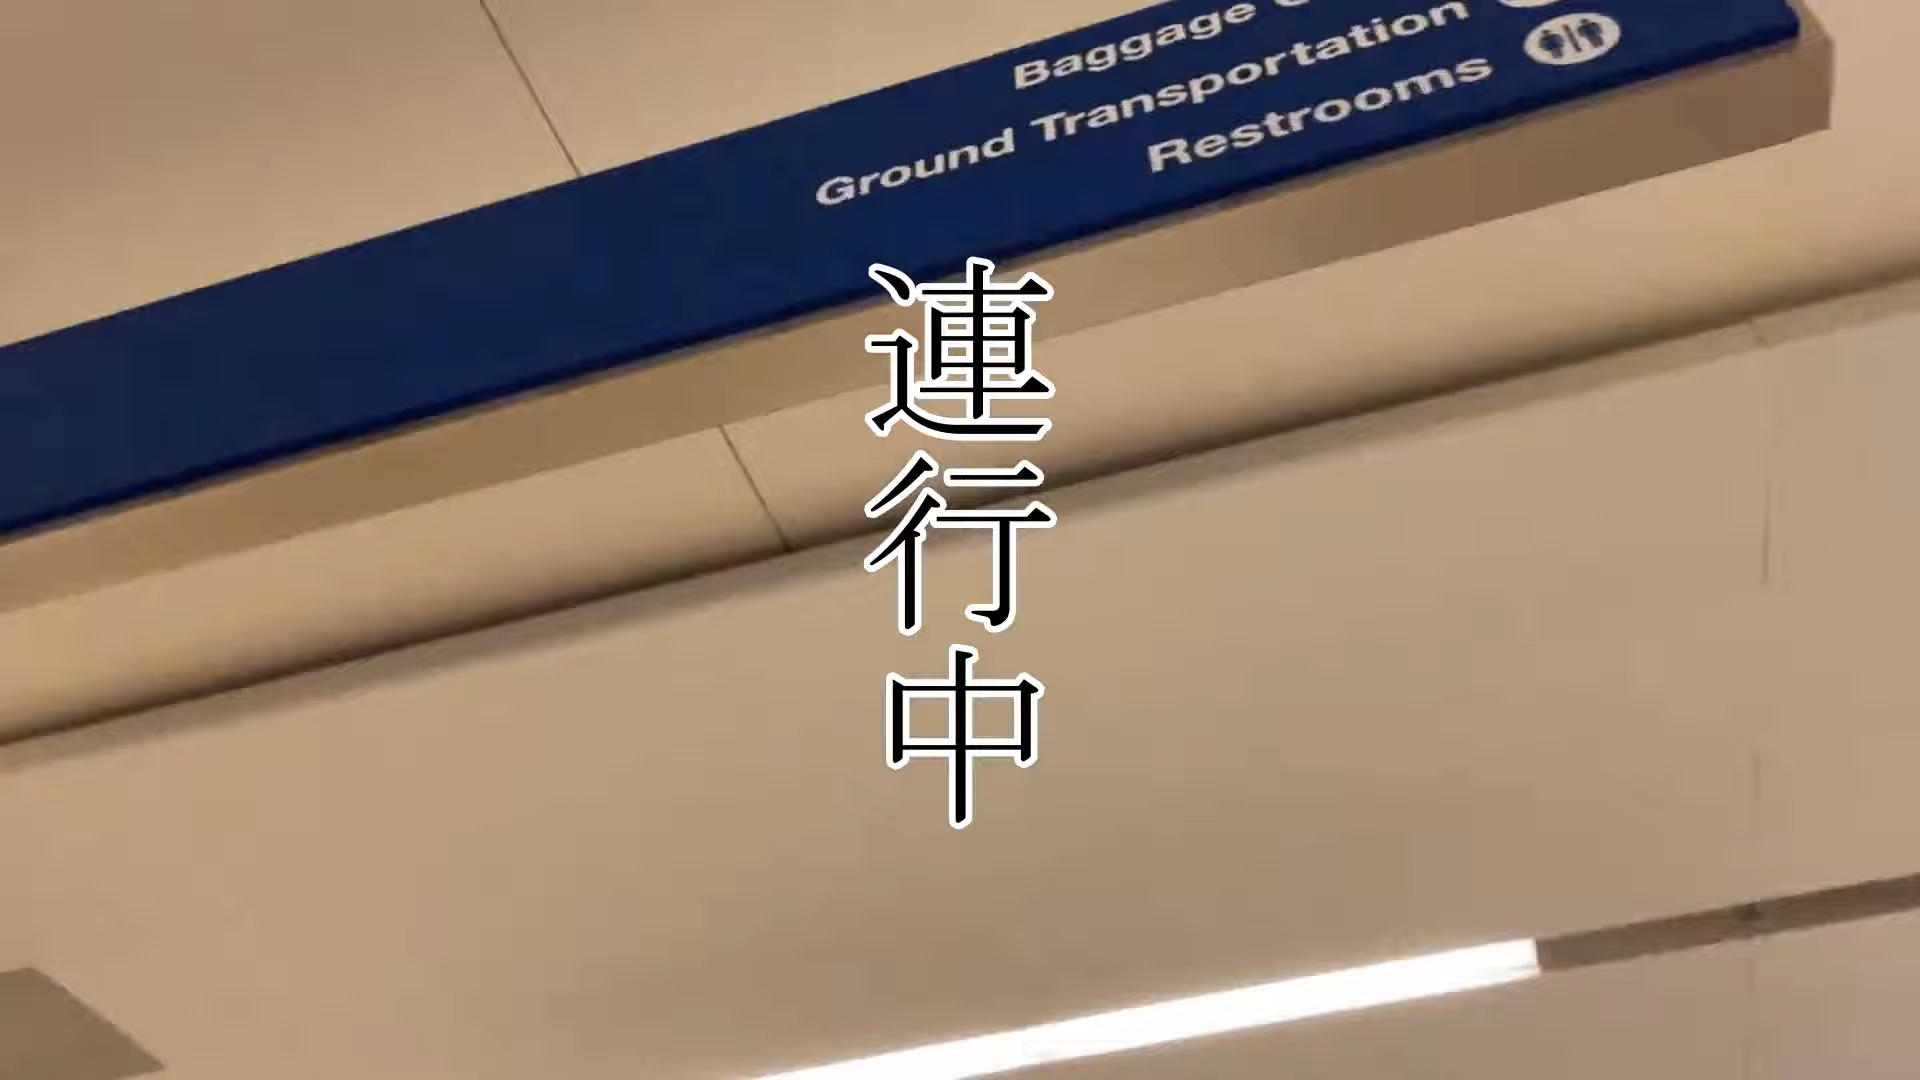 Baggage
Ground Transportation
Restrooms
連行中